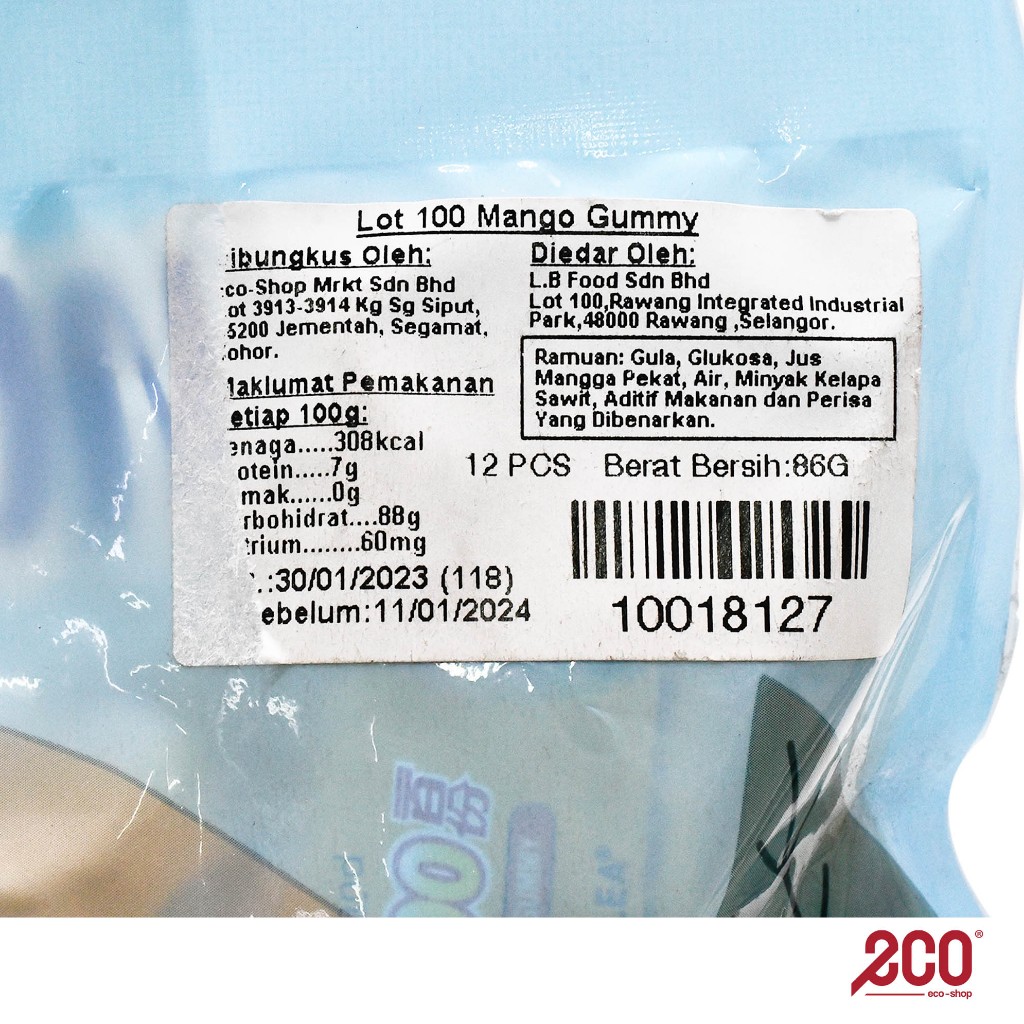 Lot 100 Mango Gummy
ibungkus Oleh:
co-Shop Mrkt Sdn Bhd
ot 3913-3914 Kg Sg Siput,
5200 Jementah, Segamat,
ohor.
aklumat Pemakanan
etiap 100g:
enaga.....308kcal
otein.....7g
mak......0g
rbohidrat....88g
trium........60mg
.:30/01/2023 (118)
ebelum:11/01/2024
Diedar Oleh:
L.B Food Sdn Bhd
Lot 100,Rawang Integrated Industrial
Park,48000 Rawang ,Selangor.
Ramuan: Gula, Glukosa, Jus
Mangga Pekat, Air, Minyak Kelapa
Sawit, Aditif Makanan dan Perisa
Yang Dibenarkan.
12 PCS Berat Bersih:86G
10018127
eco®
eco-shop